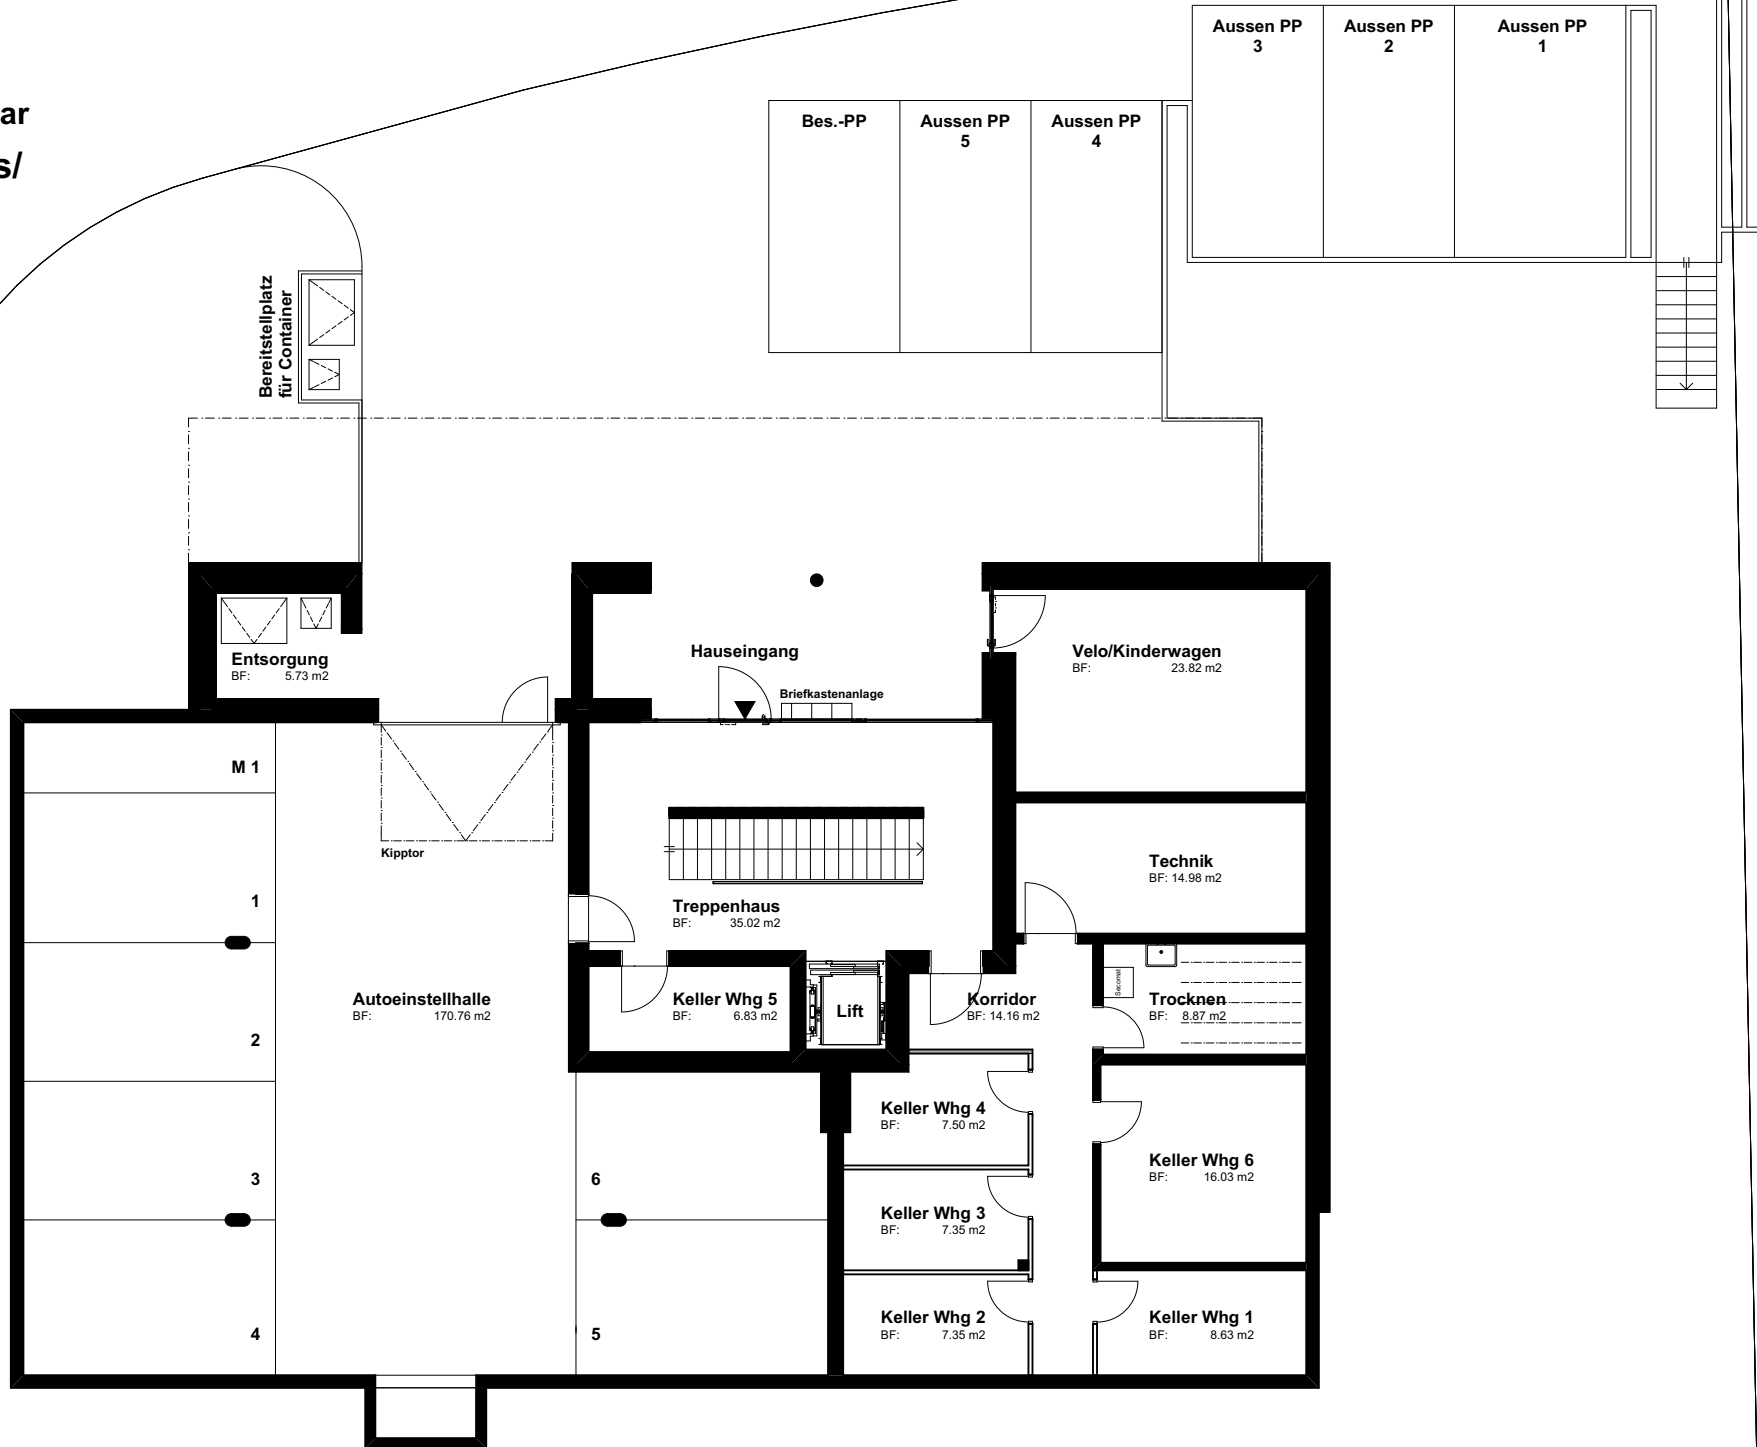 ar
s/
Aussen PP
3
Aussen PP
2
Aussen PP
1
Bes.-PP
Aussen PP
5
Aussen PP
4
Bereitstellplatz
für Container
Entsorgung
BF: 5.73 m2
Hauseingang
Briefkastenanlage
Velo/Kinderwagen
BF: 23.82 m2
M 1
Kipptor
1
Treppenhaus
BF: 35.02 m2
Technik
BF: 14.98 m2
Autoeinstellhalle
BF: 170.76 m2
2
Keller Whg 5
BF: 6.83 m2
Lift
Korridor
BF: 14.16 m2
Secomat
Trocknen
BF: 8.87 m2
Keller Whg 4
BF: 7.50 m2
Keller Whg 6
BF: 16.03 m2
3
6
Keller Whg 3
BF: 7.35 m2
4
5
Keller Whg 2
BF: 7.35 m2
Keller Whg 1
BF: 8.63 m2